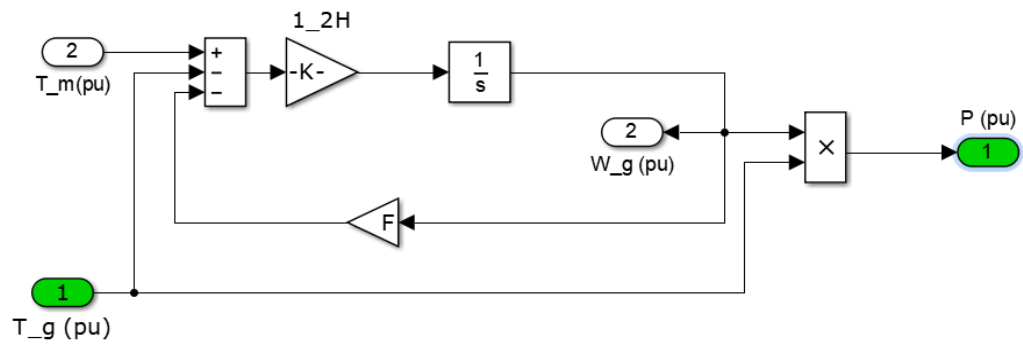 1_2H
2
T_m(pu)
+
−
−
-K-
1
s
2
W_g (pu)
×
P (pu)
1
F
1
T_g (pu)